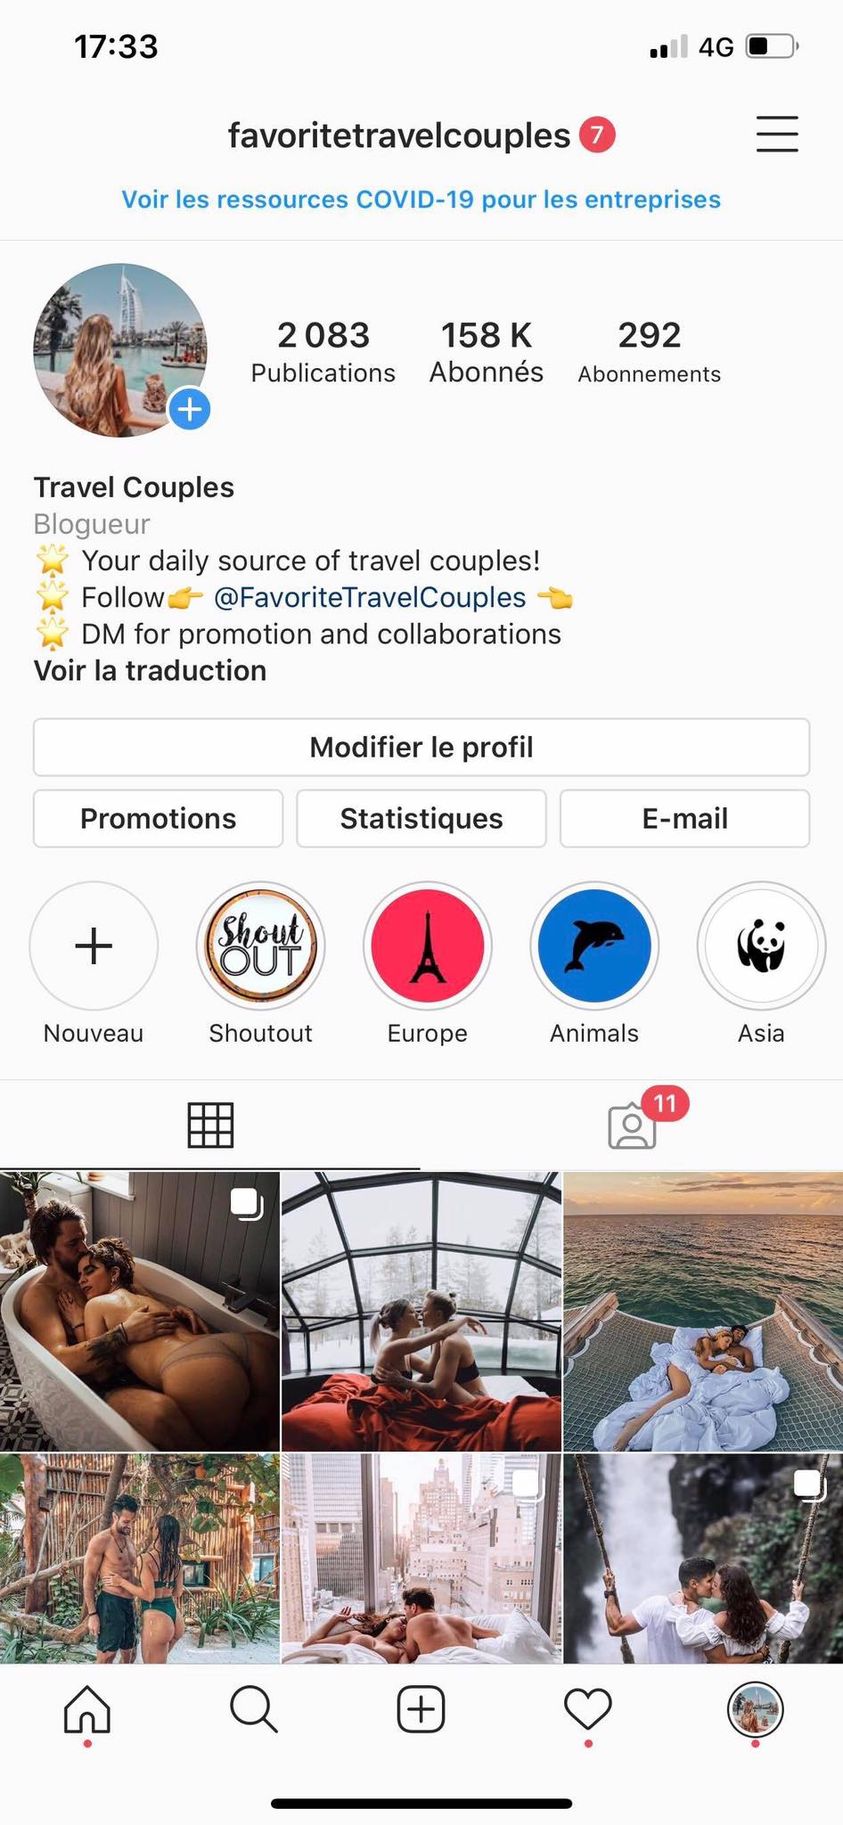 17:33
4G
favoritetravelcouples 7
Voir les ressources COVID-19 pour les entreprises
2 083 158 K 292
Publications Abonnés Abonnements
Travel Couples
Blogueur
🌟 Your daily source of travel couples!
🌟 Follow👉 @FavoriteTravelCouples 👈
🌟 DM for promotion and collaborations
Voir la traduction
Modifier le profil
Promotions Statistiques E-mail
Shout
OUT
Nouveau Shoutout Europe Animals Asia
11